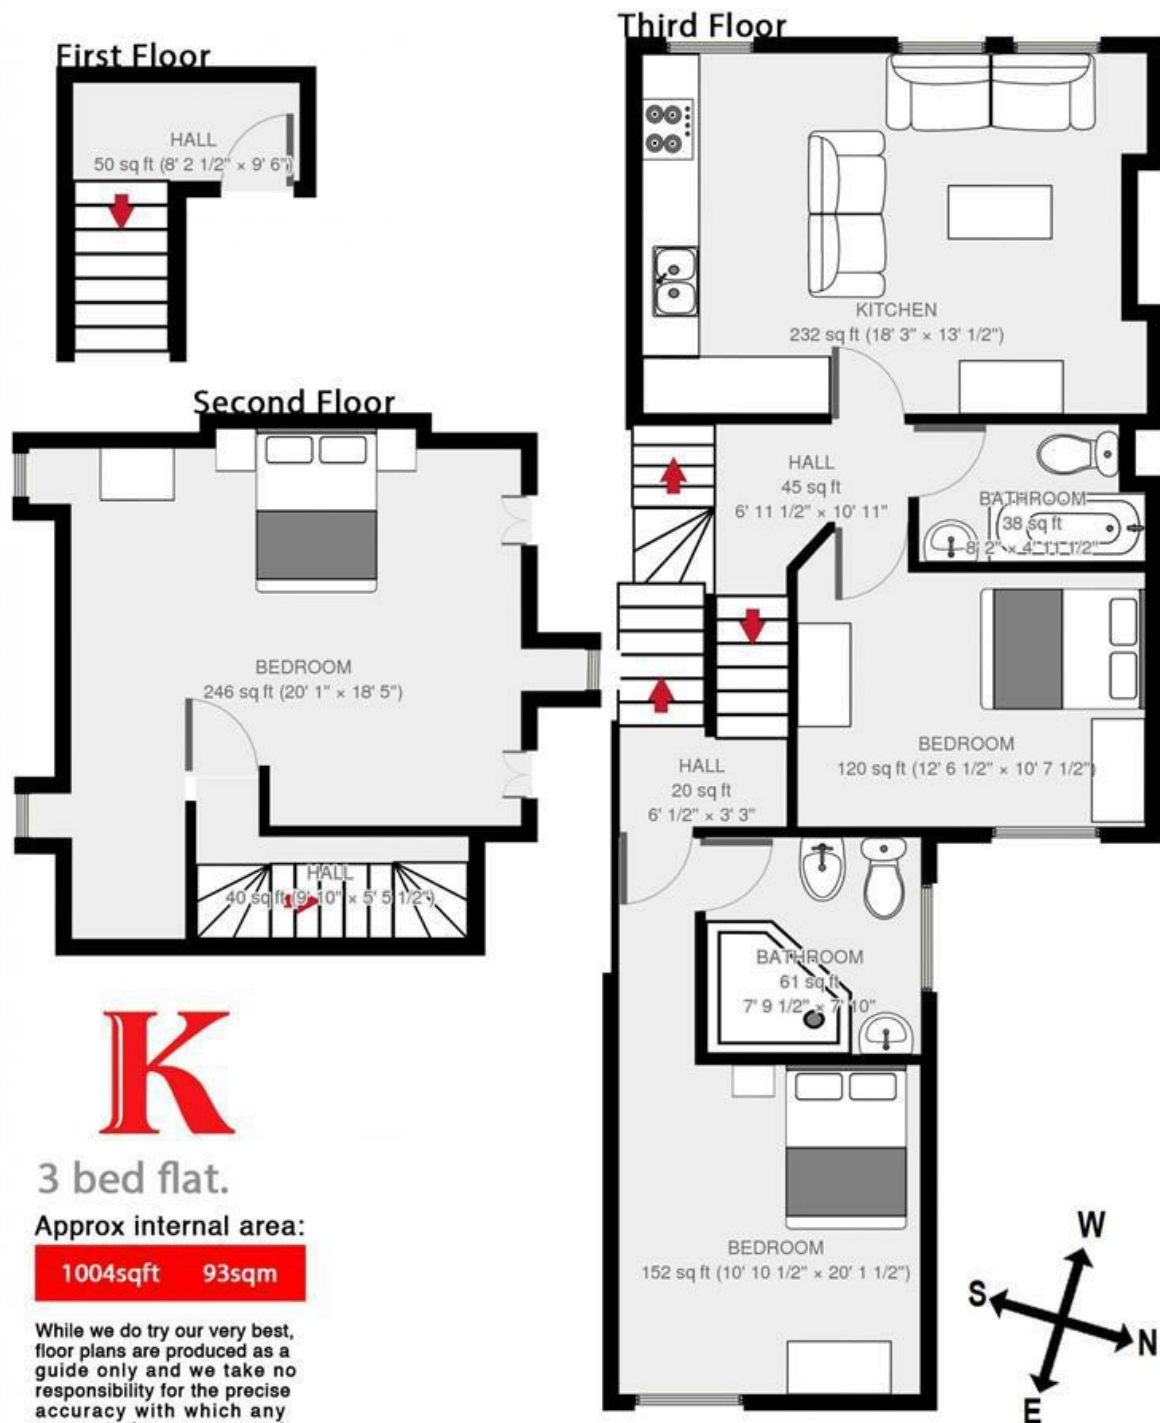 First Floor
HALL
50 sq ft (8' 2 1/2" × 9' 6")
Third Floor
KITCHEN
232 sq ft (18' 3" × 13' 1/2")
Second Floor
BEDROOM
246 sq ft (20' 1" × 18' 5")
HALL
40 sq ft (9' 10" × 5' 5 1/2")
HALL
45 sq ft
6' 11 1/2" × 10' 11"
BATHROOM
38 sq ft
8' 2" × 4' 11 1/2"
BEDROOM
120 sq ft (12' 6 1/2" × 10' 7 1/2")
HALL
20 sq ft
6' 1/2" × 3' 3"
BATHROOM
61 sq ft
7' 9 1/2" × 7' 10"
BEDROOM
152 sq ft (10' 10 1/2" × 20' 1 1/2")
K
3 bed flat.
Approx internal area:
1004sqft 93sqm
While we do try our very best,
floor plans are produced as a
guide only and we take no
responsibility for the precise
accuracy with which any
W
S
N
E